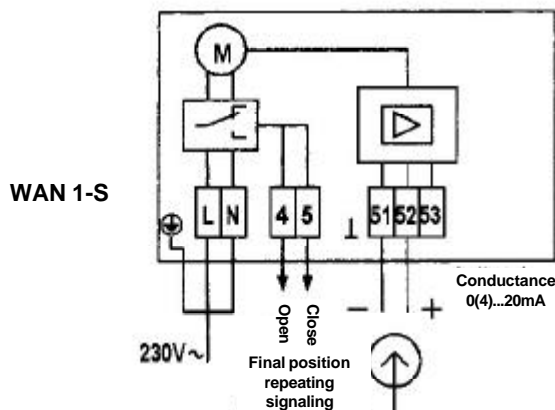 M
WAN 1-S
L N 4 5 ⊥ 51 52 53
Conductance
0(4)...20mA
− +
Open
Close
230V~
Final position
repeating
signaling